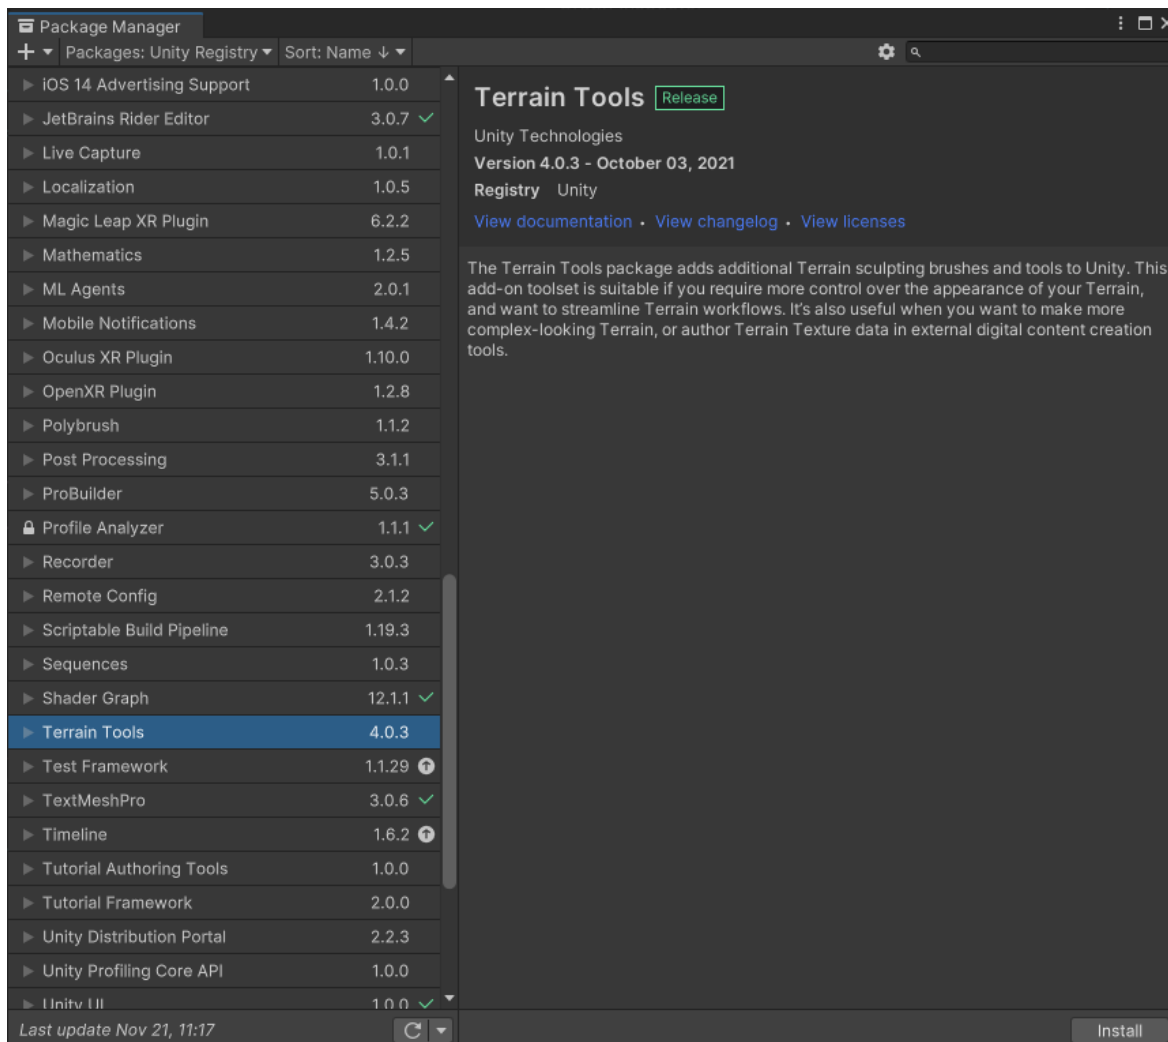 Package Manager
Packages: Unity Registry Sort: Name ↓
iOS 14 Advertising Support 1.0.0
JetBrains Rider Editor 3.0.7
Live Capture 1.0.1
Localization 1.0.5
Magic Leap XR Plugin 6.2.2
Mathematics 1.2.5
ML Agents 2.0.1
Mobile Notifications 1.4.2
Oculus XR Plugin 1.10.0
OpenXR Plugin 1.2.8
Polybrush 1.1.2
Post Processing 3.1.1
ProBuilder 5.0.3
Profile Analyzer 1.1.1
Recorder 3.0.3
Remote Config 2.1.2
Scriptable Build Pipeline 1.19.3
Sequences 1.0.3
Shader Graph 12.1.1
Terrain Tools 4.0.3
Test Framework 1.1.29
TextMeshPro 3.0.6
Timeline 1.6.2
Tutorial Authoring Tools 1.0.0
Tutorial Framework 2.0.0
Unity Distribution Portal 2.2.3
Unity Profiling Core API 1.0.0
Unity UI 1.0.0
Last update Nov 21, 11:17
Terrain Tools Release
Unity Technologies
Version 4.0.3 - October 03, 2021
Registry Unity
View documentation • View changelog • View licenses
The Terrain Tools package adds additional Terrain sculpting brushes and tools to Unity. This
add-on toolset is suitable if you require more control over the appearance of your Terrain,
and want to streamline Terrain workflows. It's also useful when you want to make more
complex-looking Terrain, or author Terrain Texture data in external digital content creation
tools.
Install